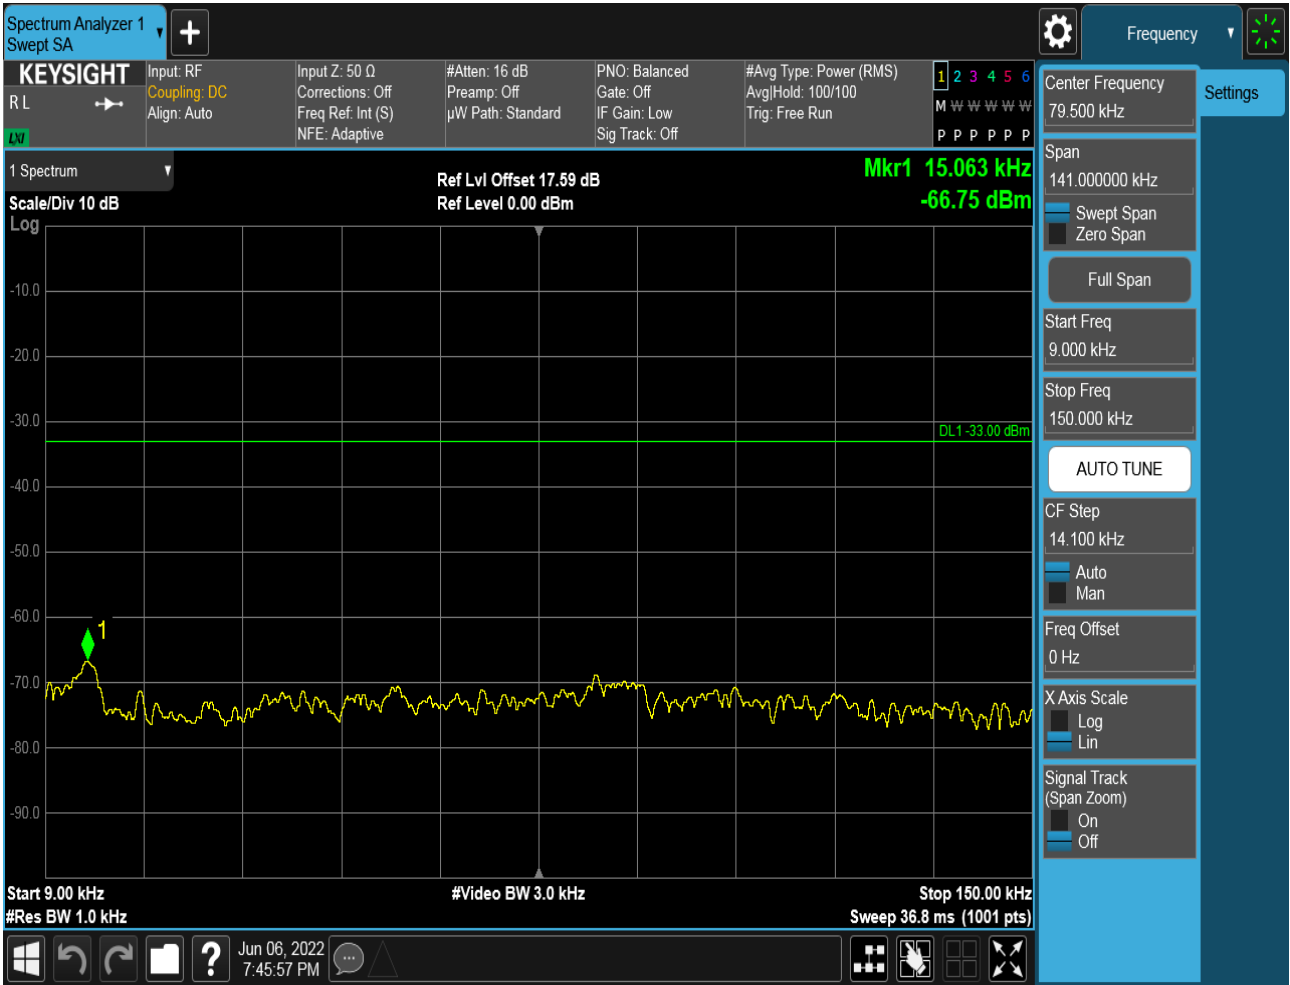 Spectrum Analyzer 1
Swept SA
Frequency
KEYSIGHT
R L
LXI
Input: RF
Coupling: DC
Align: Auto
Input Z: 50 Ω
Corrections: Off
Freq Ref: Int (S)
NFE: Adaptive
#Atten: 16 dB
Preamp: Off
µW Path: Standard
PNO: Balanced
Gate: Off
IF Gain: Low
Sig Track: Off
#Avg Type: Power (RMS)
Avg|Hold: 100/100
Trig: Free Run
1 2 3 4 5 6
M W W W W W
P P P P P P
1 Spectrum
Scale/Div 10 dB
Log
Ref Lvl Offset 17.59 dB
Ref Level 0.00 dBm
Mkr1 15.063 kHz
-66.75 dBm
-10.0
-20.0
-30.0
DL1 -33.00 dBm
-40.0
-50.0
-60.0
1
-70.0
-80.0
-90.0
Start 9.00 kHz
#Res BW 1.0 kHz
#Video BW 3.0 kHz
Stop 150.00 kHz
Sweep 36.8 ms (1001 pts)
Jun 06, 2022
7:45:57 PM
Center Frequency
79.500 kHz
Settings
Span
141.000000 kHz
Swept Span
Zero Span
Full Span
Start Freq
9.000 kHz
Stop Freq
150.000 kHz
AUTO TUNE
CF Step
14.100 kHz
Auto
Man
Freq Offset
0 Hz
X Axis Scale
Log
Lin
Signal Track
(Span Zoom)
On
Off